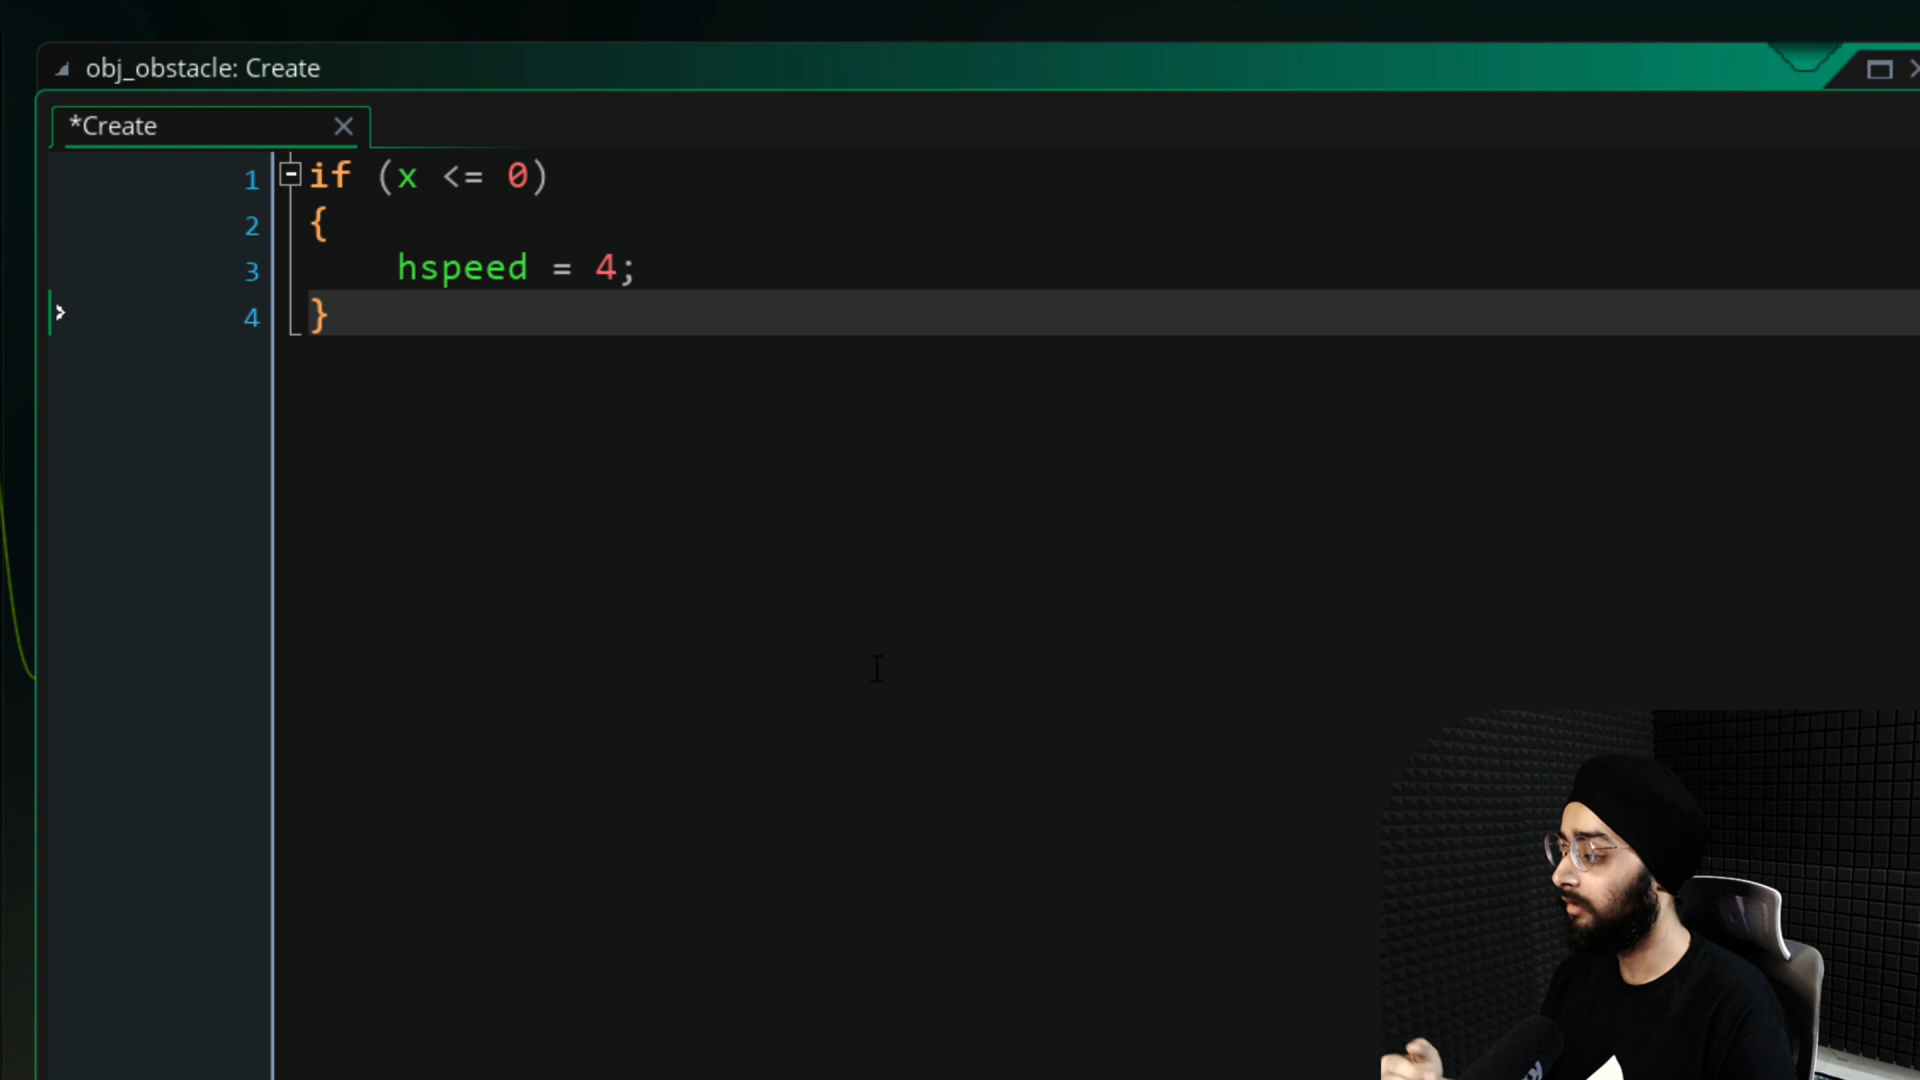 obj_obstacle: Create
*Create
1 if (x <= 0)
2 {
3 hspeed = 4;
4 }